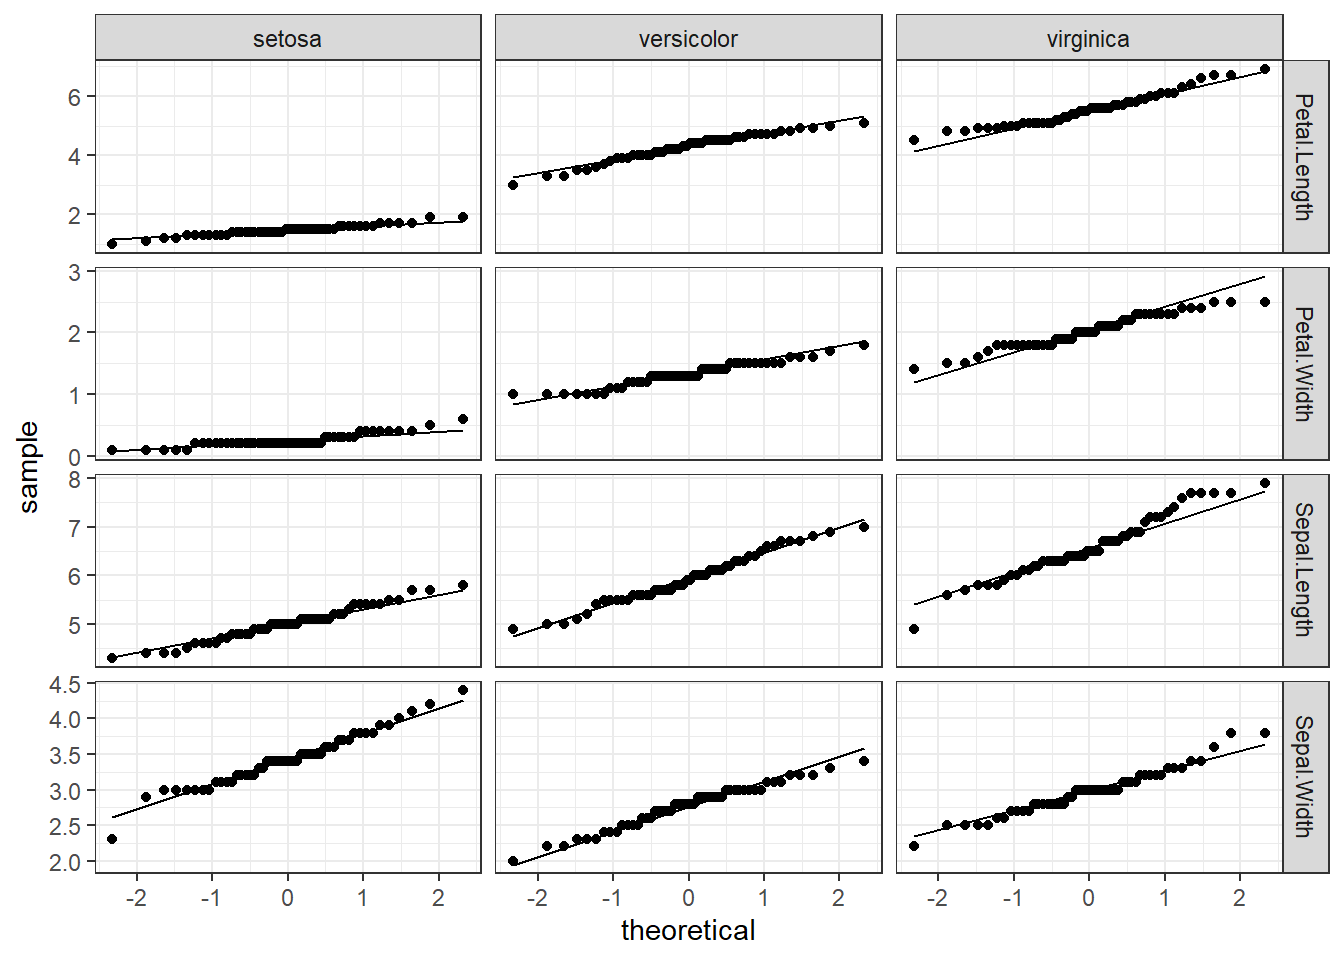 setosa versicolor virginica
6
4
2
Petal.Length
3
2
1
0
Petal.Width
sample
8
7
6
5
Sepal.Length
4.5
4.0
3.5
3.0
2.5
2.0
Sepal.Width
-2 -1 0 1 2 -2 -1 0 1 2 -2 -1 0 1 2
theoretical